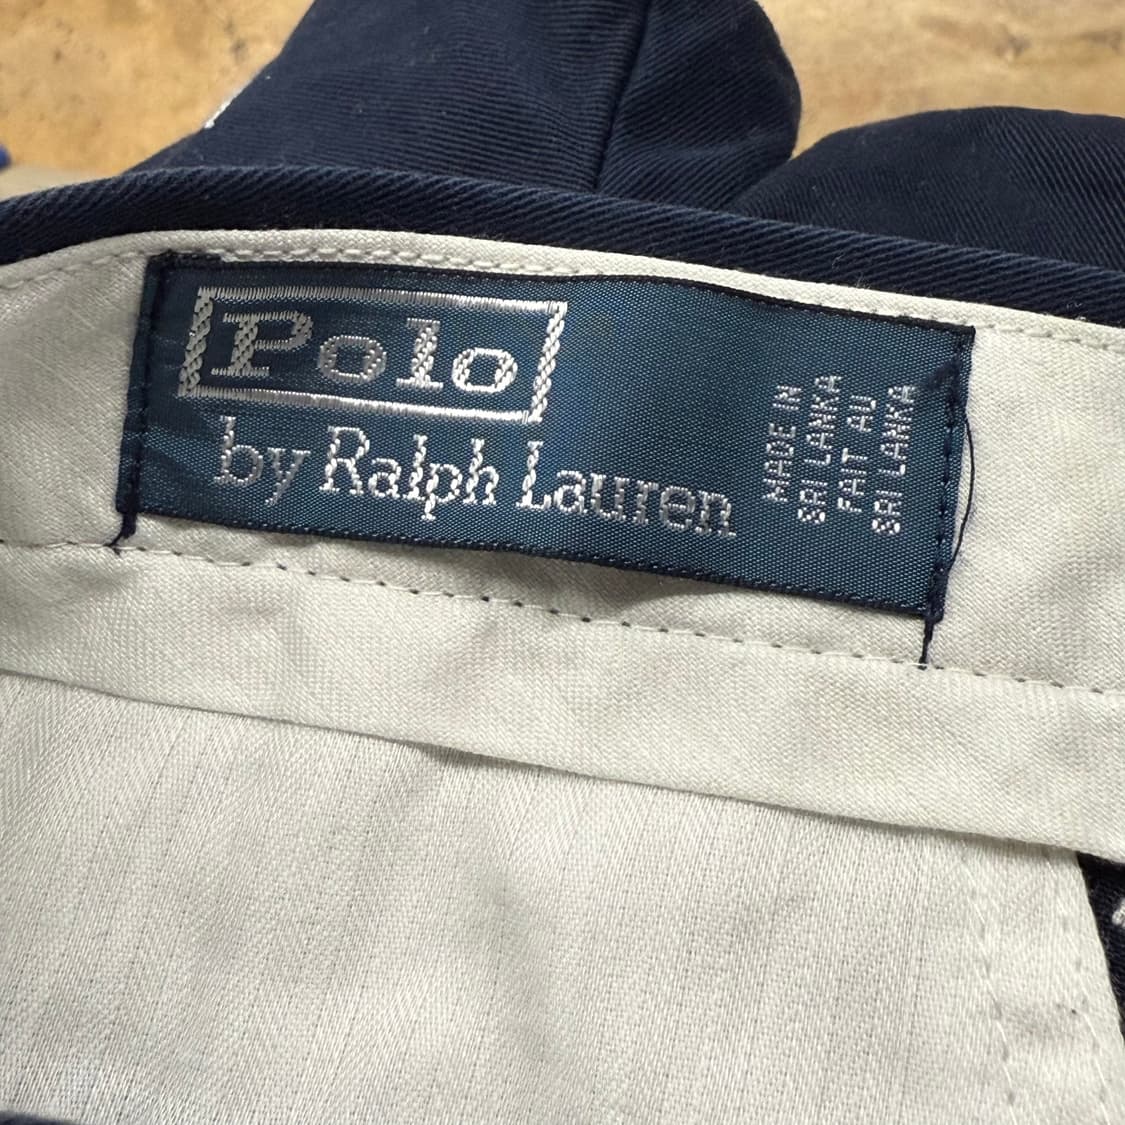 Polo
by Ralph Lauren
MADE IN
SRI LANKA
FAIT AU
SRI LANKA